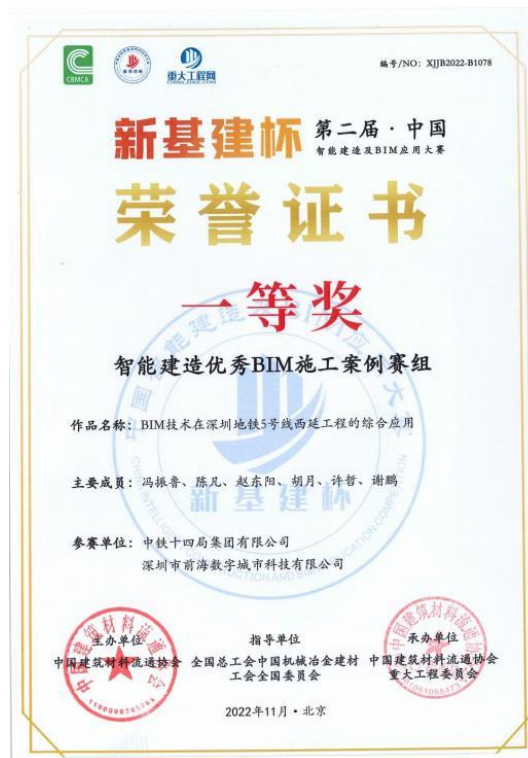 CBMCA
重大工程网
CHINA.ZDGC.COM
编号/NO: XJJB2022-B1078
新基建杯 第二届·中国
智能建造及BIM应用大赛
荣誉证书
一等奖
智能建造优秀BIM施工案例赛组
作品名称：BIM技术在深圳地铁5号线西延工程的综合应用
主要成员：冯振鲁、陈凡、赵东阳、胡月、许哲、谢鹏
新基建杯
参赛单位：中铁十四局集团有限公司
深圳市前海数字城市科技有限公司
主办单位
中国建筑材料流通协会
指导单位
全国总工会中国机械冶金建材
工会全国委员会
承办单位
中国建筑材料流通协会
重大工程委员会
2022年11月·北京